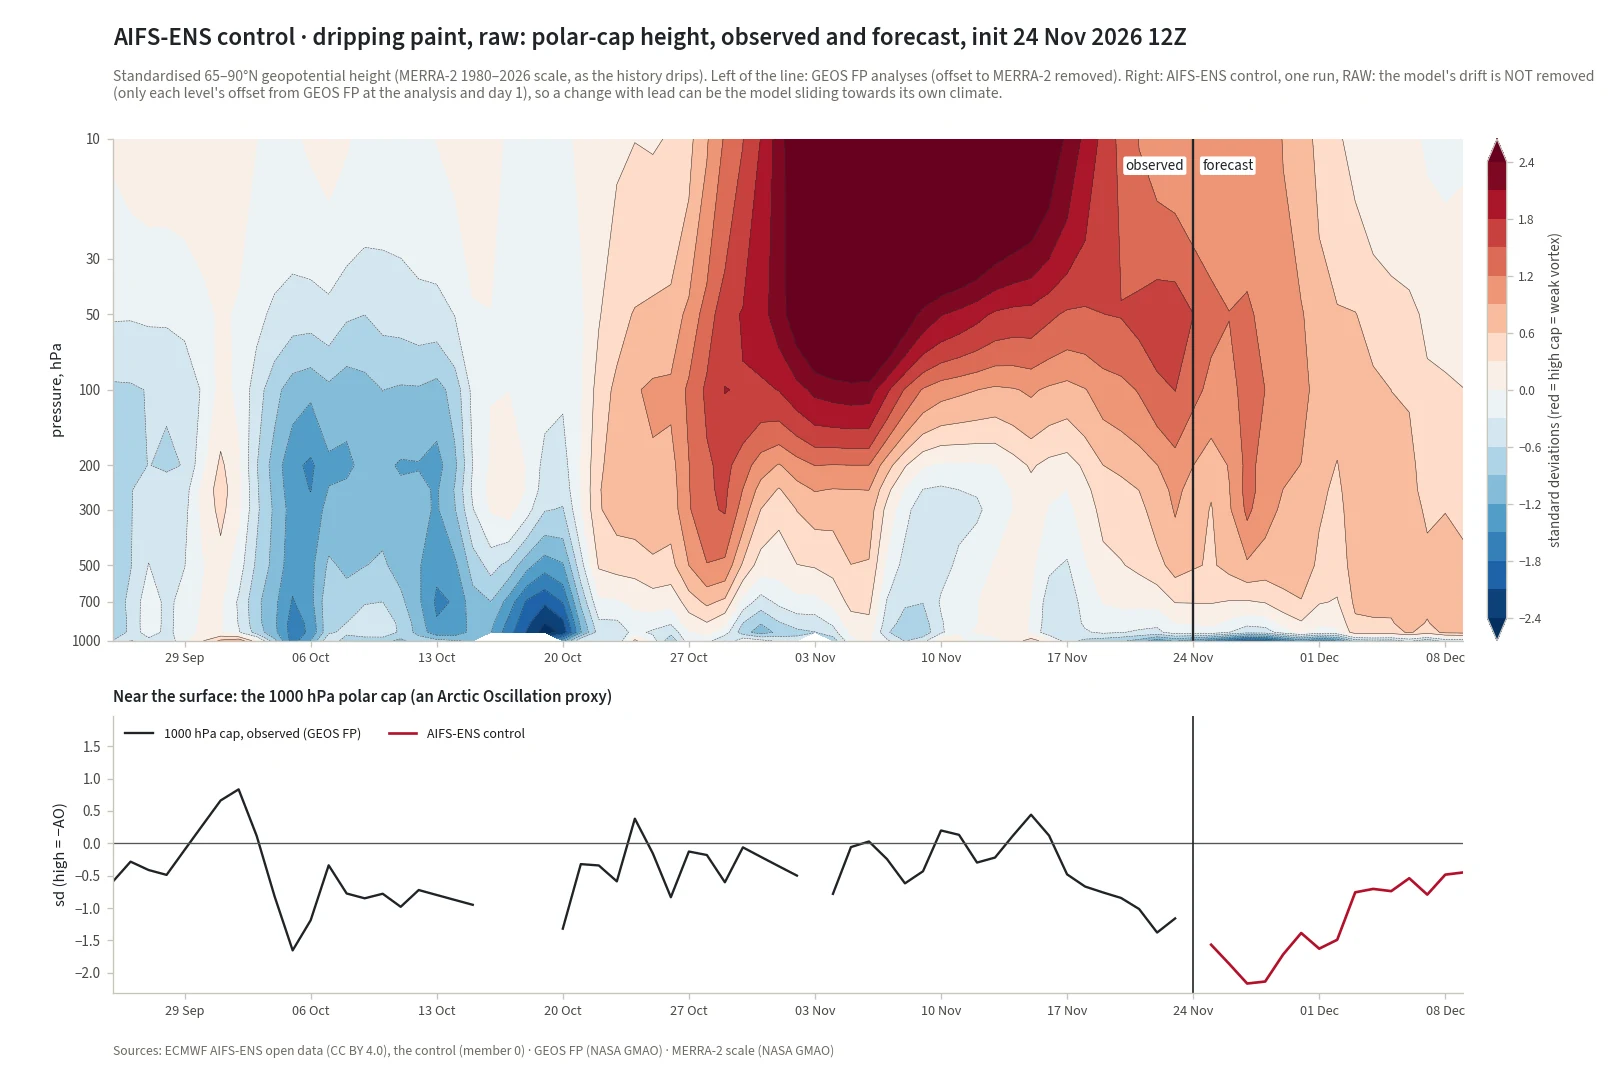 AIFS-ENS control · dripping paint, raw: polar-cap height, observed and forecast, init 24 Nov 2026 12Z
Standardised 65–90°N geopotential height (MERRA-2 1980–2026 scale, as the history drips). Left of the line: GEOS FP analyses (offset to MERRA-2 removed). Right: AIFS-ENS control, one run, RAW: the model's drift is NOT removed
(only each level's offset from GEOS FP at the analysis and day 1), so a change with lead can be the model sliding towards its own climate.
10
30
50
100
200
300
500
700
1000
pressure, hPa
observed
forecast
29 Sep
06 Oct
13 Oct
20 Oct
27 Oct
03 Nov
10 Nov
17 Nov
24 Nov
01 Dec
08 Dec
2.4
1.8
1.2
0.6
0.0
−0.6
−1.2
−1.8
−2.4
standard deviations (red = high cap = weak vortex)
Near the surface: the 1000 hPa polar cap (an Arctic Oscillation proxy)
1000 hPa cap, observed (GEOS FP)
AIFS-ENS control
1.5
1.0
0.5
0.0
−0.5
−1.0
−1.5
−2.0
sd (high = −AO)
29 Sep
06 Oct
13 Oct
20 Oct
27 Oct
03 Nov
10 Nov
17 Nov
24 Nov
01 Dec
08 Dec
Sources: ECMWF AIFS-ENS open data (CC BY 4.0), the control (member 0) · GEOS FP (NASA GMAO) · MERRA-2 scale (NASA GMAO)